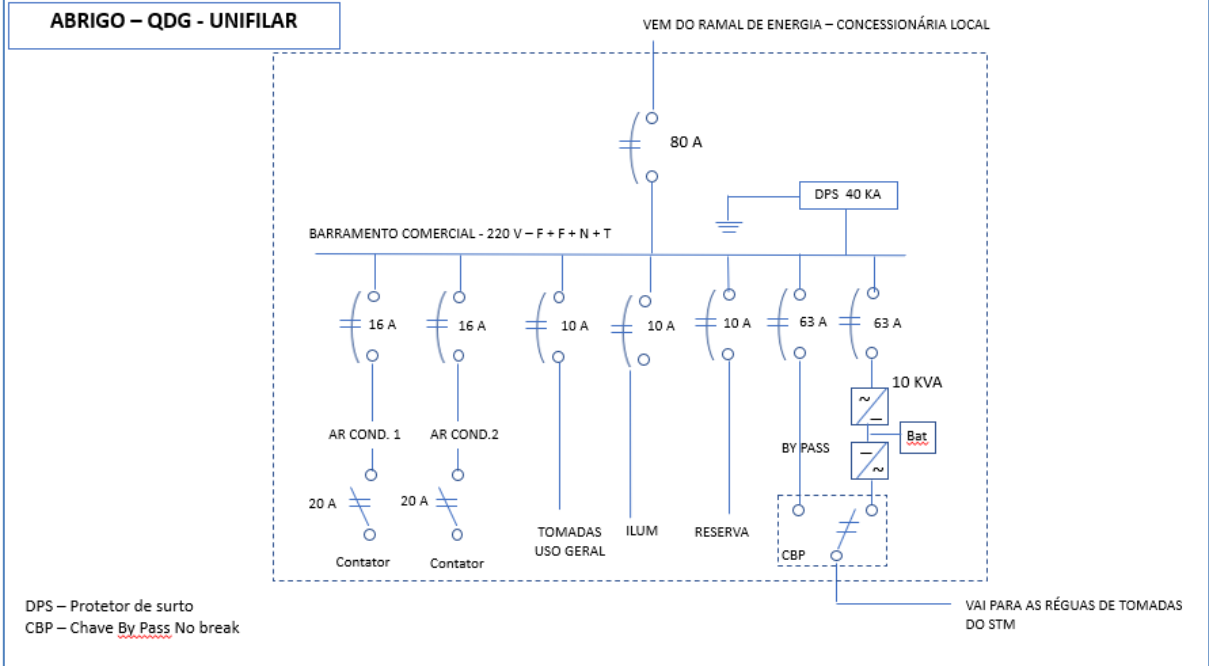 ABRIGO – QDG - UNIFILAR
VEM DO RAMAL DE ENERGIA – CONCESSIONÁRIA LOCAL
80 A
DPS 40 KA
BARRAMENTO COMERCIAL - 220 V – F + F + N + T
16 A
16 A
10 A
10 A
10 A
63 A
63 A
10 KVA
~
–
Bat
–
~
AR COND. 1
AR COND.2
BY PASS
20 A
20 A
TOMADAS
USO GERAL
ILUM
RESERVA
CBP
Contator
Contator
DPS – Protetor de surto
CBP – Chave By Pass No break
VAI PARA AS RÉGUAS DE TOMADAS
DO STM